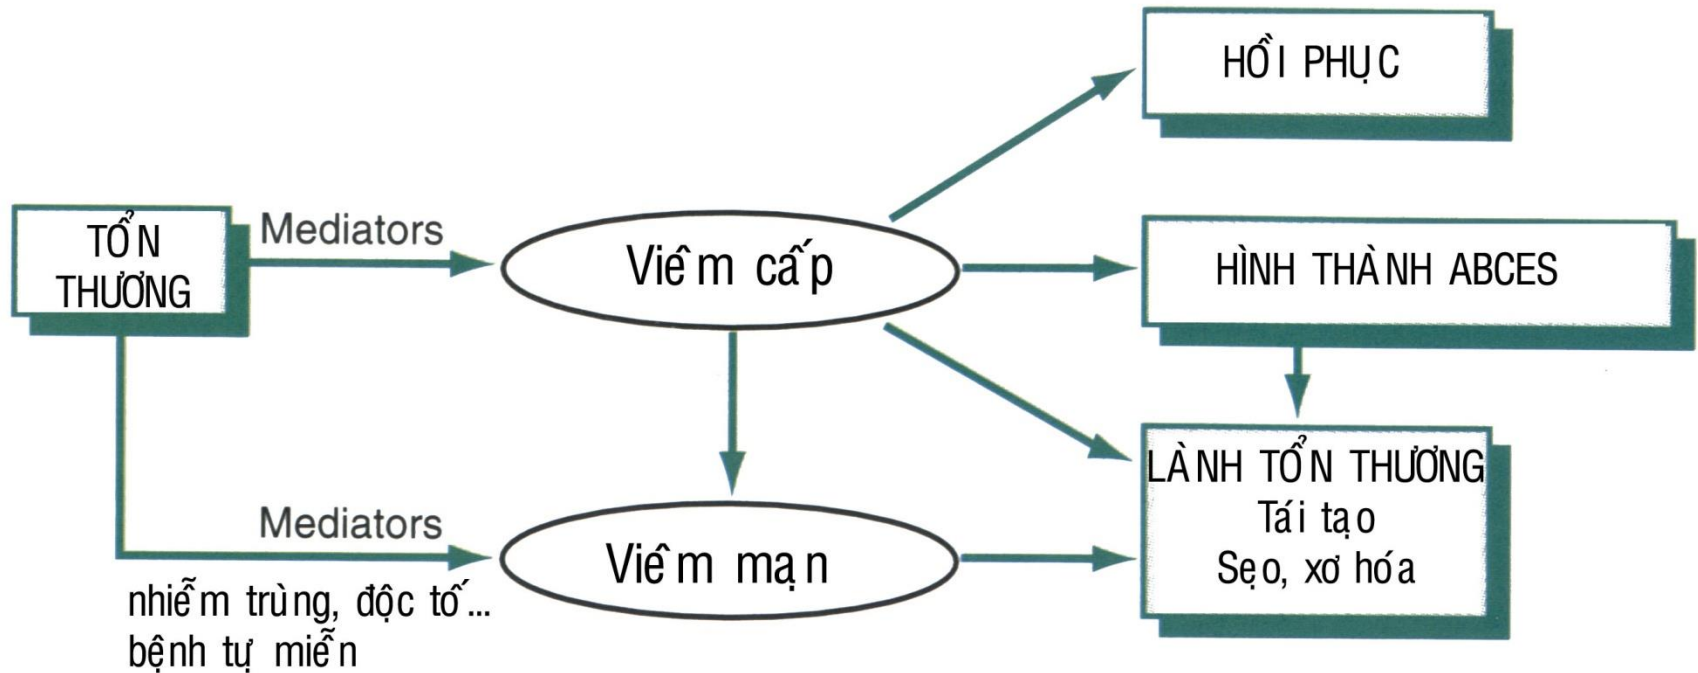 HỒI PHỤC
TỔN
THƯƠNG
Mediators
Viêm cấp
HÌNH THÀNH ABCES
LÀNH TỔN THƯƠNG
Tái tạo
Sẹo, xơ hóa
Mediators
Viêm mạn
nhiễm trùng, độc tố...
bệnh tự miễn